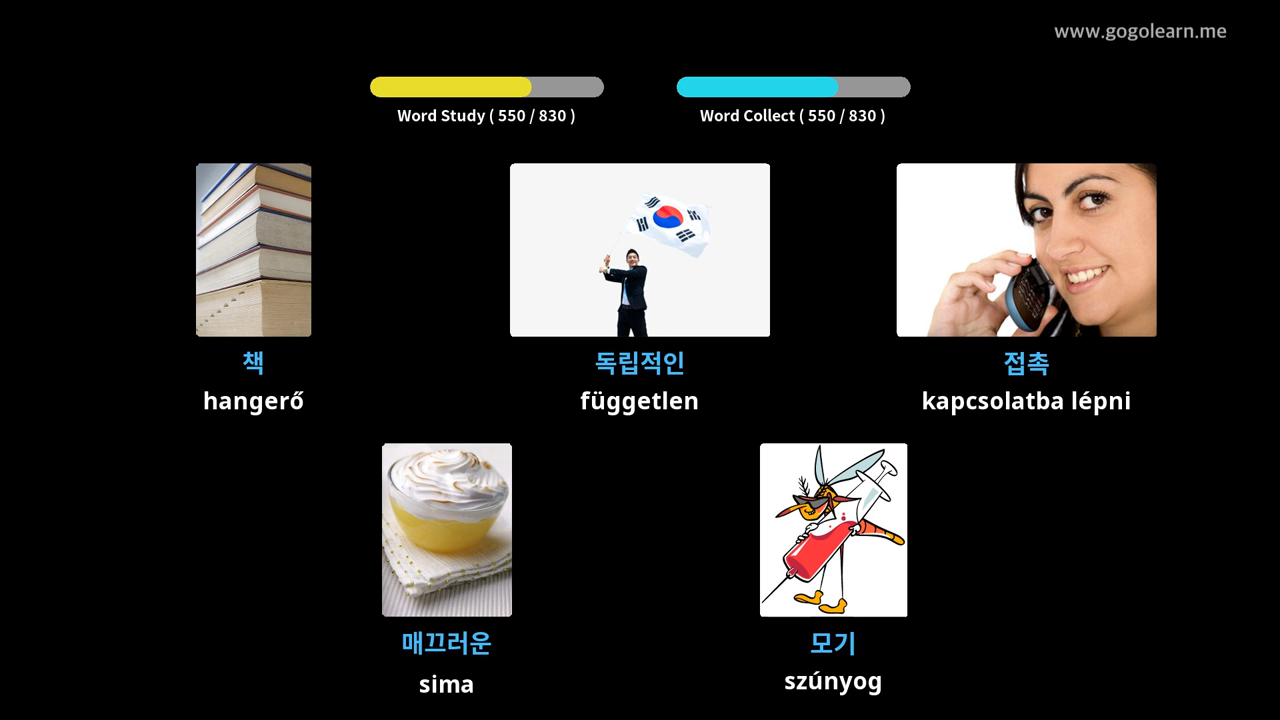 www.gogolearn.me
Word Study ( 550 / 830 )
Word Collect ( 550 / 830 )
책
hangerő
독립적인
független
접촉
kapcsolatba lépni
매끄러운
sima
모기
szúnyog